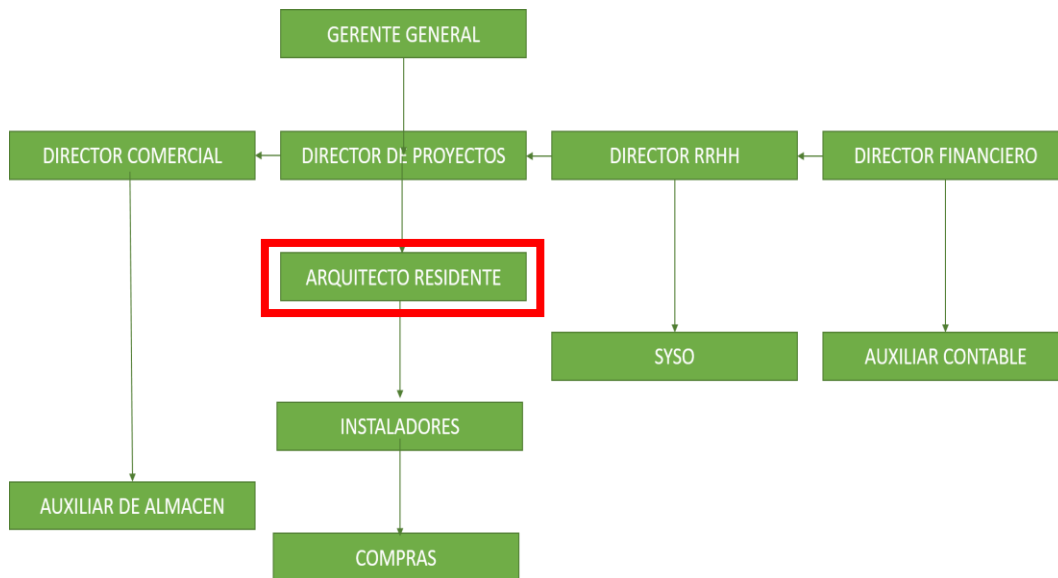 GERENTE GENERAL
DIRECTOR COMERCIAL
DIRECTOR DE PROYECTOS
DIRECTOR RRHH
DIRECTOR FINANCIERO
ARQUITECTO RESIDENTE
SYSO
AUXILIAR CONTABLE
INSTALADORES
AUXILIAR DE ALMACEN
COMPRAS